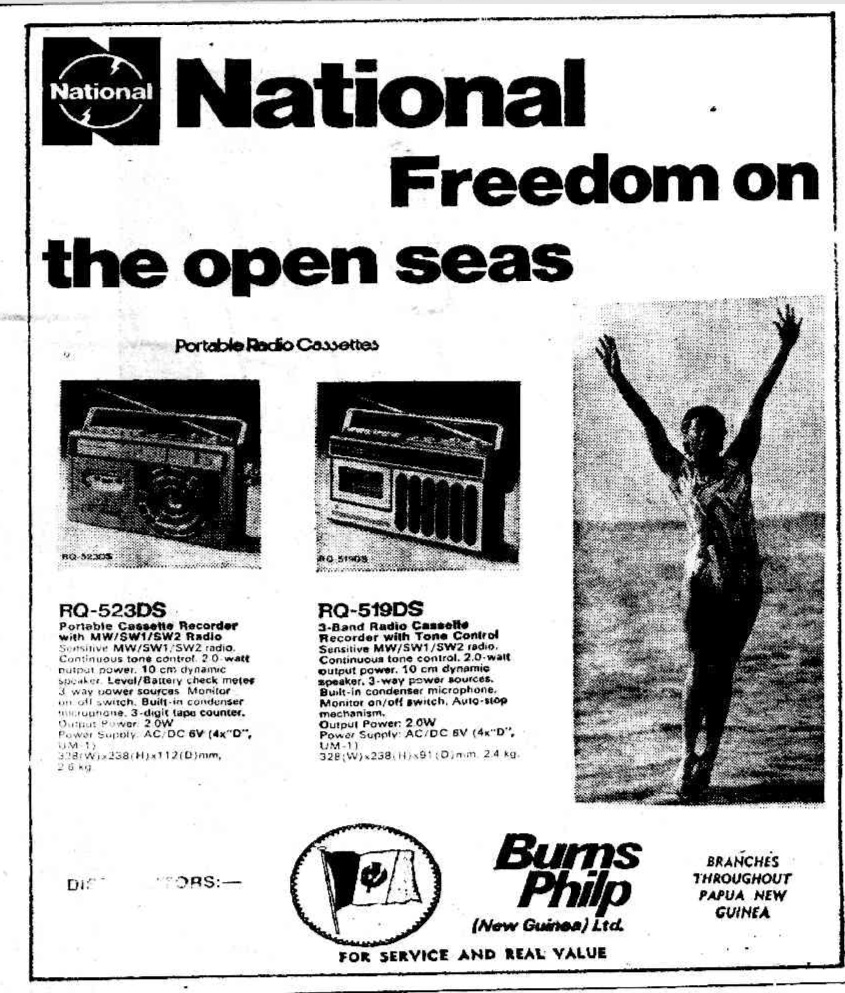 National
National
Freedom on
the open seas
Portable Radio Cassettes
RQ-523DS
RQ-519DS
RQ-523DS
Portable Cassette Recorder
with MW/SW1/SW2 Radio
Sensitive MW/SW1/SW2 radio.
Continuous tone control. 2.0-watt
output power. 10 cm dynamic
speaker. Level/Battery check meter
3 way power sources Monitor
on off switch. Built-in condenser
microphone. 3-digit tape counter.
Output Power: 2.0W
Power Supply: AC/DC 6V (4x"D",
UM-1)
328(W)x238(H)x112(D)mm,
2.6 kg.
RQ-519DS
3-Band Radio Cassette
Recorder with Tone Control
Sensitive MW/SW1/SW2 radio.
Continuous tone control. 2.0-watt
output power. 10 cm dynamic
speaker. 3-way power sources.
Built-in condenser microphone.
Monitor on/off switch. Auto-stop
mechanism.
Output Power: 2.0W
Power Supply: AC/DC 6V (4x"D",
UM-1)
328(W)x238(H)x91(D)mm. 2.4 kg.
Burns
Philp
(New Guinea) Ltd.
FOR SERVICE AND REAL VALUE
BRANCHES
THROUGHOUT
PAPUA NEW
GUINEA